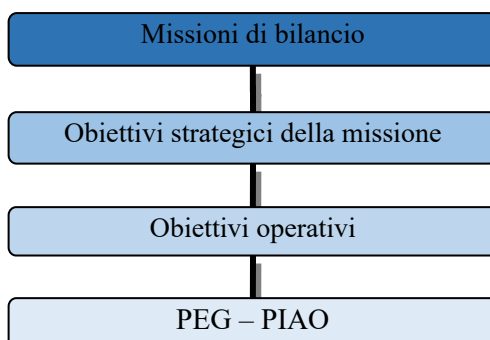 Missioni di bilancio
Obiettivi strategici della missione
Obiettivi operativi
PEG – PIAO